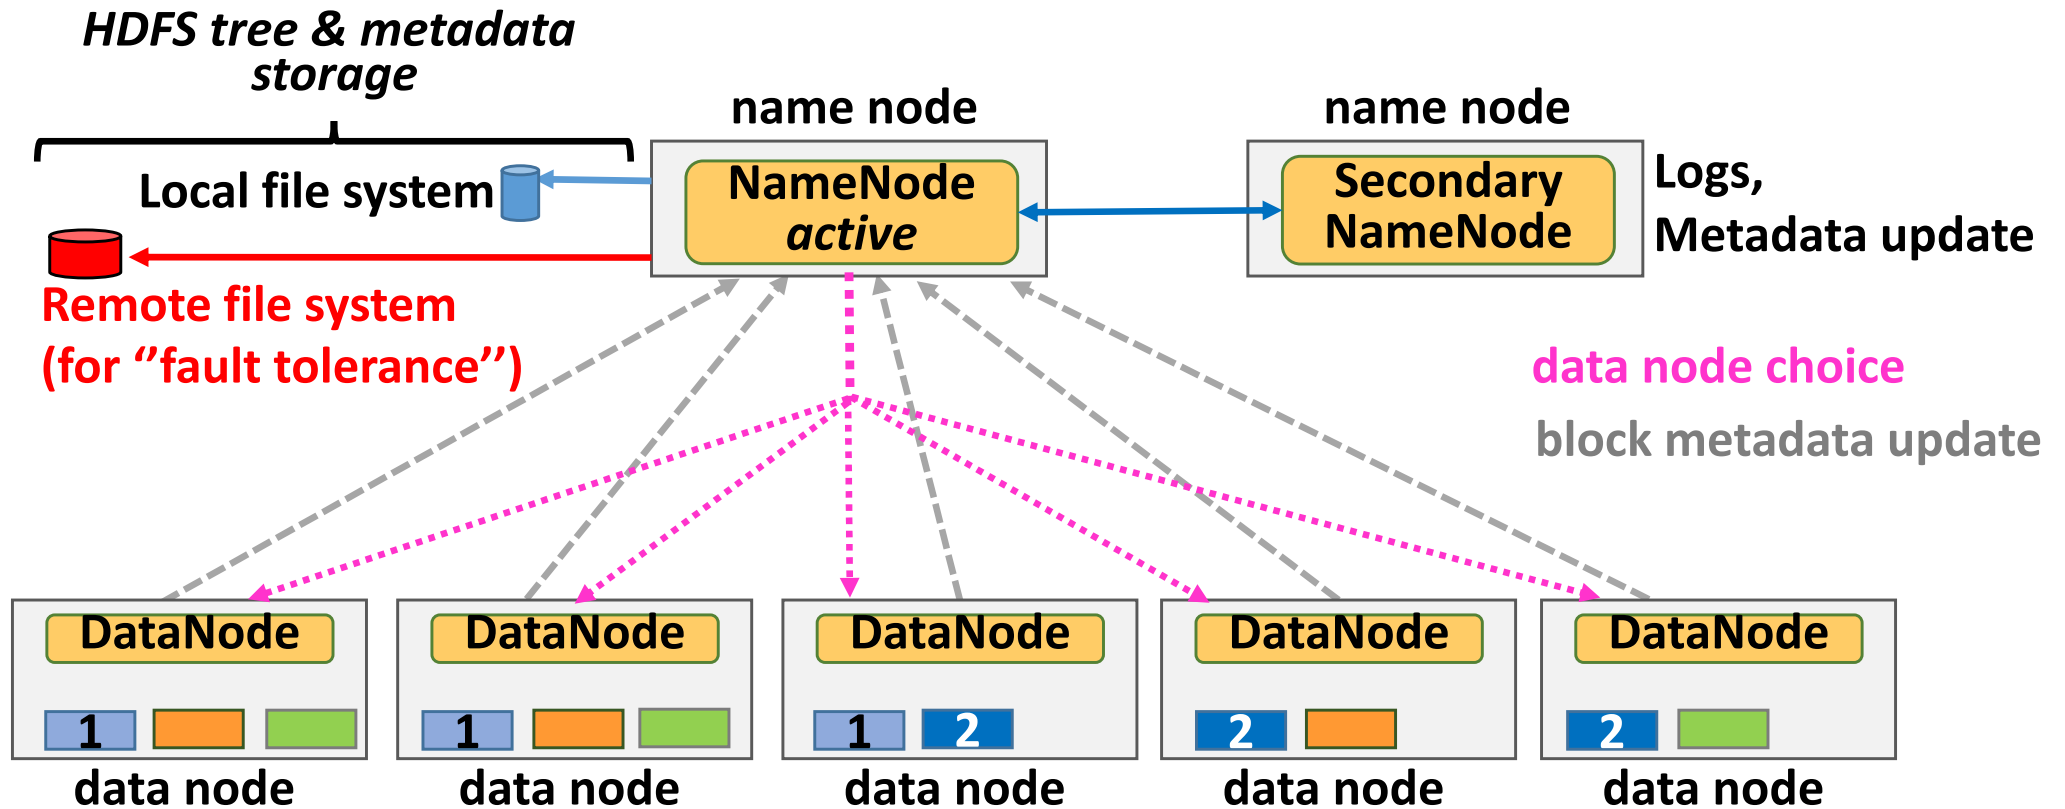 HDFS tree & metadata
storage
name node
name node
Local file system
NameNode
active
Secondary
NameNode
Logs,
Metadata update
Remote file system
(for ‘’fault tolerance’’)
data node choice
block metadata update
DataNode
DataNode
DataNode
DataNode
DataNode
1
1
1
2
2
2
data node
data node
data node
data node
data node